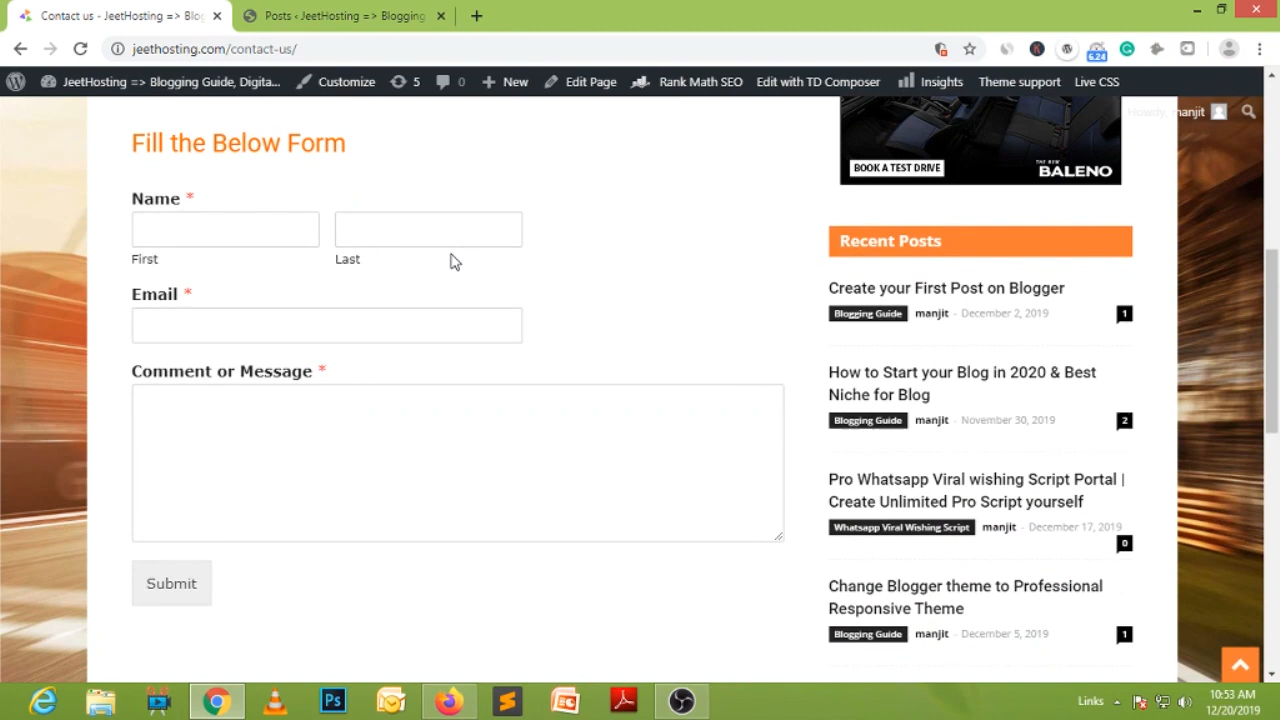 Contact us - JeetHosting => Blog
Posts ‹ JeetHosting => Blogging
jeethosting.com/contact-us/
6.24
JeetHosting => Blogging Guide, Digita...
Customize
5
0
New
Edit Page
Rank Math SEO
Edit with TD Composer
Insights
Theme support
Live CSS
Howdy, manjit
BOOK A TEST DRIVE
THE NEW
BALENO
Fill the Below Form
Name *
First
Last
Email *
Comment or Message *
Submit
Recent Posts
Create your First Post on Blogger
Blogging Guide manjit - December 2, 2019 1
How to Start your Blog in 2020 & Best
Niche for Blog
Blogging Guide manjit - November 30, 2019 2
Pro Whatsapp Viral wishing Script Portal |
Create Unlimited Pro Script yourself
Whatsapp Viral Wishing Script manjit - December 17, 2019
0
Change Blogger theme to Professional
Responsive Theme
Blogging Guide manjit - December 5, 2019 1
Links
10:53 AM
12/20/2019